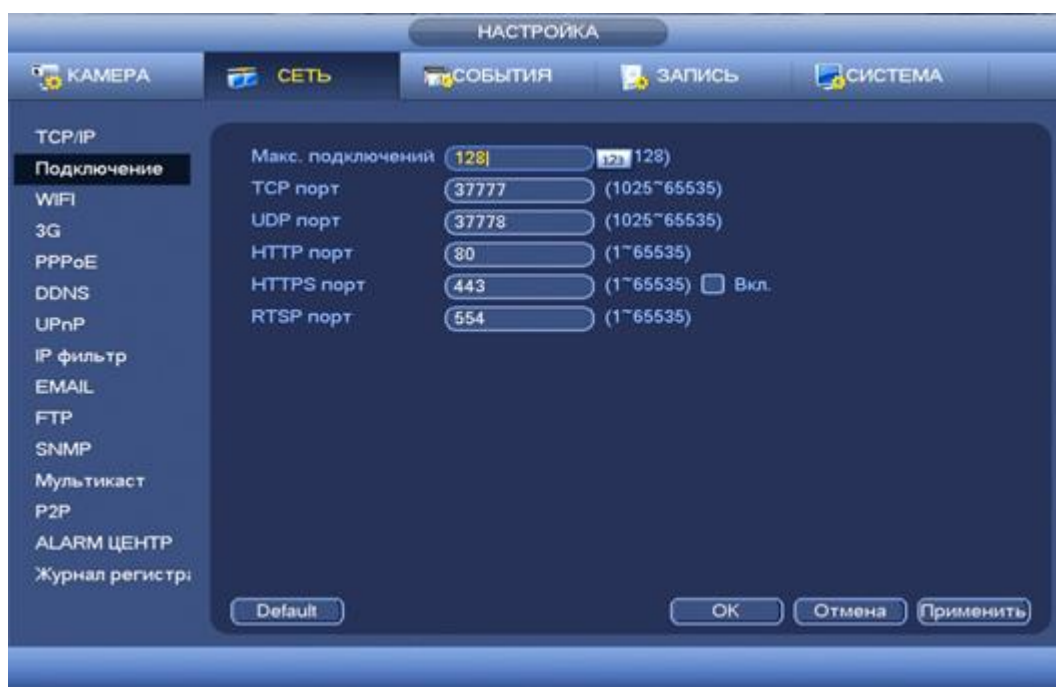 НАСТРОЙКА
КАМЕРА СЕТЬ СОБЫТИЯ ЗАПИСЬ СИСТЕМА
TCP/IP
Подключение
WIFI
3G
PPPoE
DDNS
UPnP
IP фильтр
EMAIL
FTP
SNMP
Мультикаст
P2P
ALARM ЦЕНТР
Журнал регистра
Макс. подключений 128 123 128)
TCP порт 37777 (1025~65535)
UDP порт 37778 (1025~65535)
HTTP порт 80 (1~65535)
HTTPS порт 443 (1~65535) Вкл.
RTSP порт 554 (1~65535)
Default OK Отмена Применить